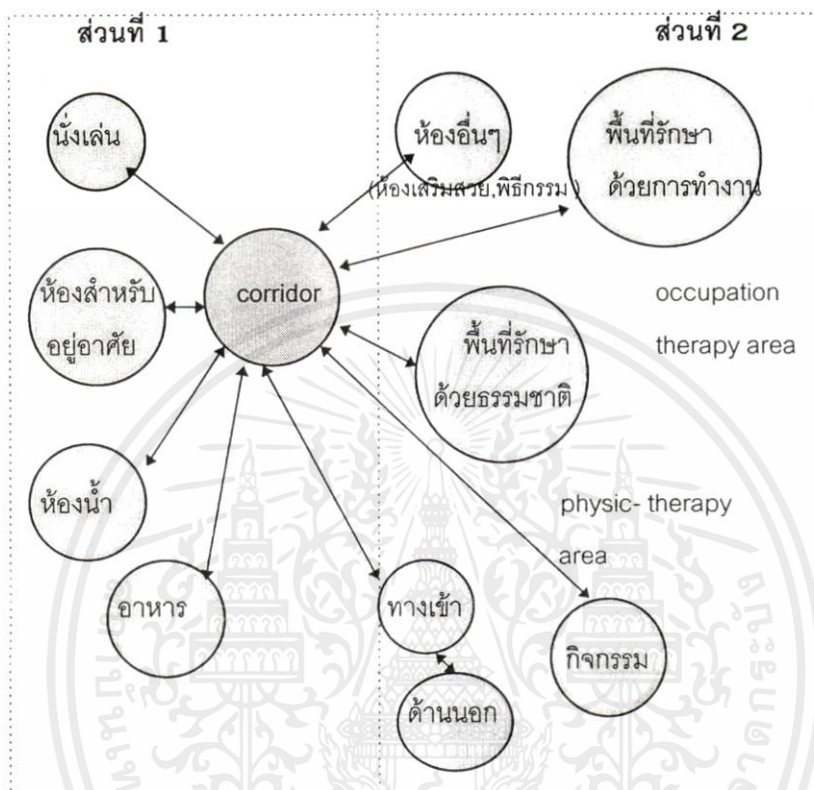 ส่วนที่ 1
ส่วนที่ 2
นั่งเล่น
ห้องอื่นๆ
(ห้องเสริมสวย,พิธีกรรม )
พื้นที่รักษา
ด้วยการทำงาน
ห้องสำหรับ
อยู่อาศัย
corridor
occupation
therapy area
พื้นที่รักษา
ด้วยธรรมชาติ
ห้องน้ำ
physic- therapy
area
อาหาร
ทางเข้า
กิจกรรม
ด้านนอก